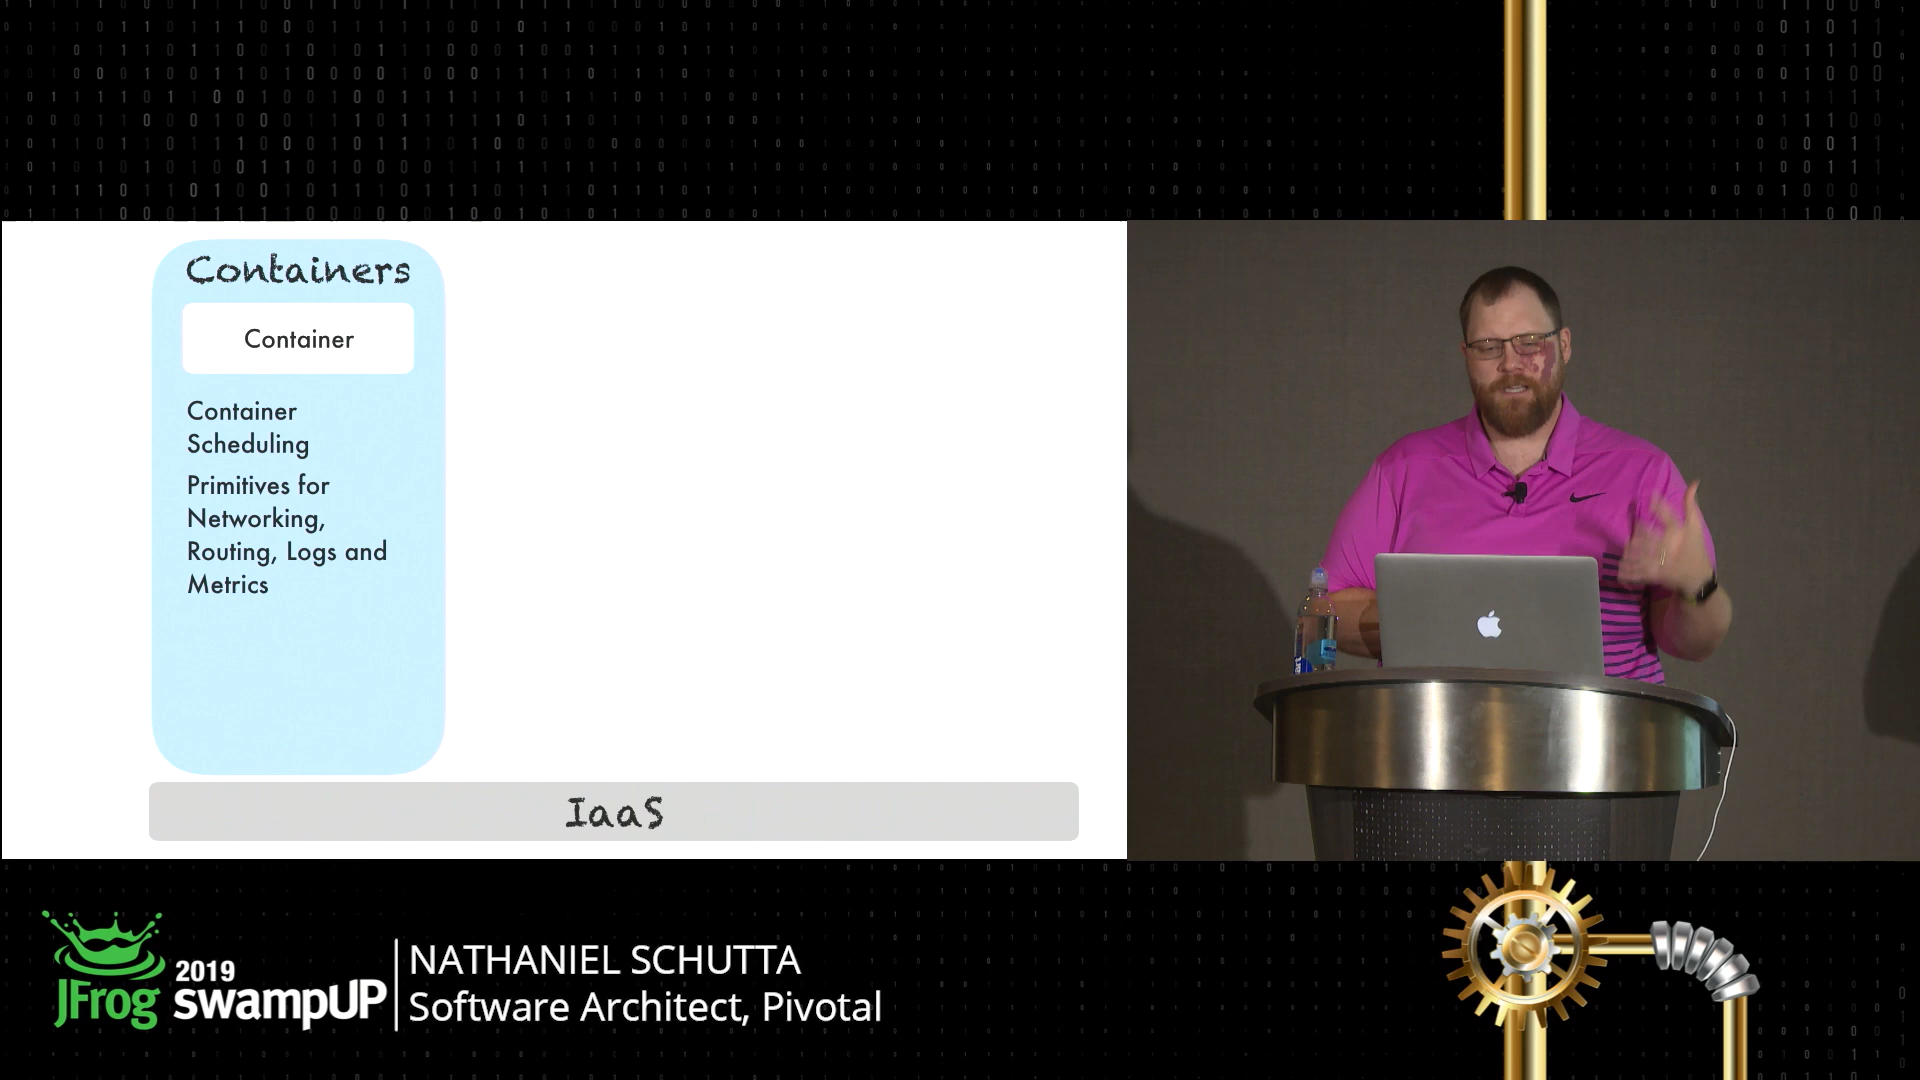 Containers
Container
Container
Scheduling
Primitives for
Networking,
Routing, Logs and
Metrics
IaaS
JFrog
2019
swampUP
NATHANIEL SCHUTTA
Software Architect, Pivotal